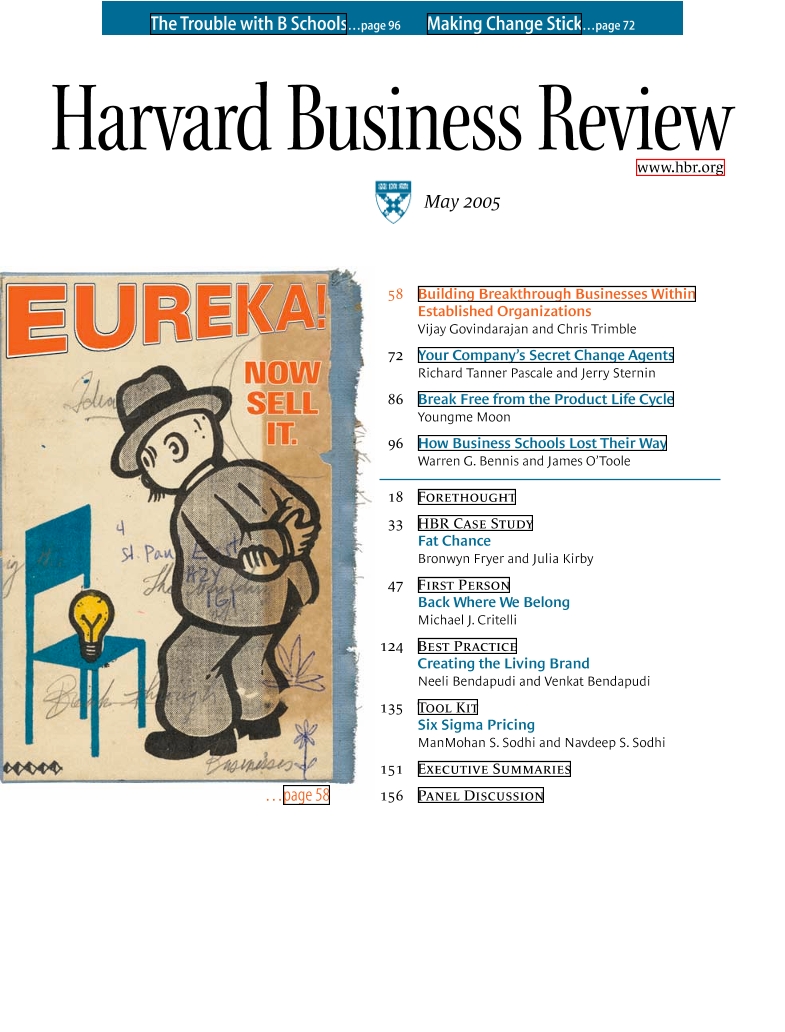 The Trouble with B Schools…page 96 Making Change Stick…page 72
Harvard Business Review
www.hbr.org
May 2005
EUREKA!
NOW
SELL
IT.
4
St. Pau
…page 58
58 Building Breakthrough Businesses Within
Established Organizations
Vijay Govindarajan and Chris Trimble
72 Your Company's Secret Change Agents
Richard Tanner Pascale and Jerry Sternin
86 Break Free from the Product Life Cycle
Youngme Moon
96 How Business Schools Lost Their Way
Warren G. Bennis and James O'Toole
18 FORETHOUGHT
33 HBR CASE STUDY
Fat Chance
Bronwyn Fryer and Julia Kirby
47 FIRST PERSON
Back Where We Belong
Michael J. Critelli
124 BEST PRACTICE
Creating the Living Brand
Neeli Bendapudi and Venkat Bendapudi
135 TOOL KIT
Six Sigma Pricing
ManMohan S. Sodhi and Navdeep S. Sodhi
151 EXECUTIVE SUMMARIES
156 PANEL DISCUSSION